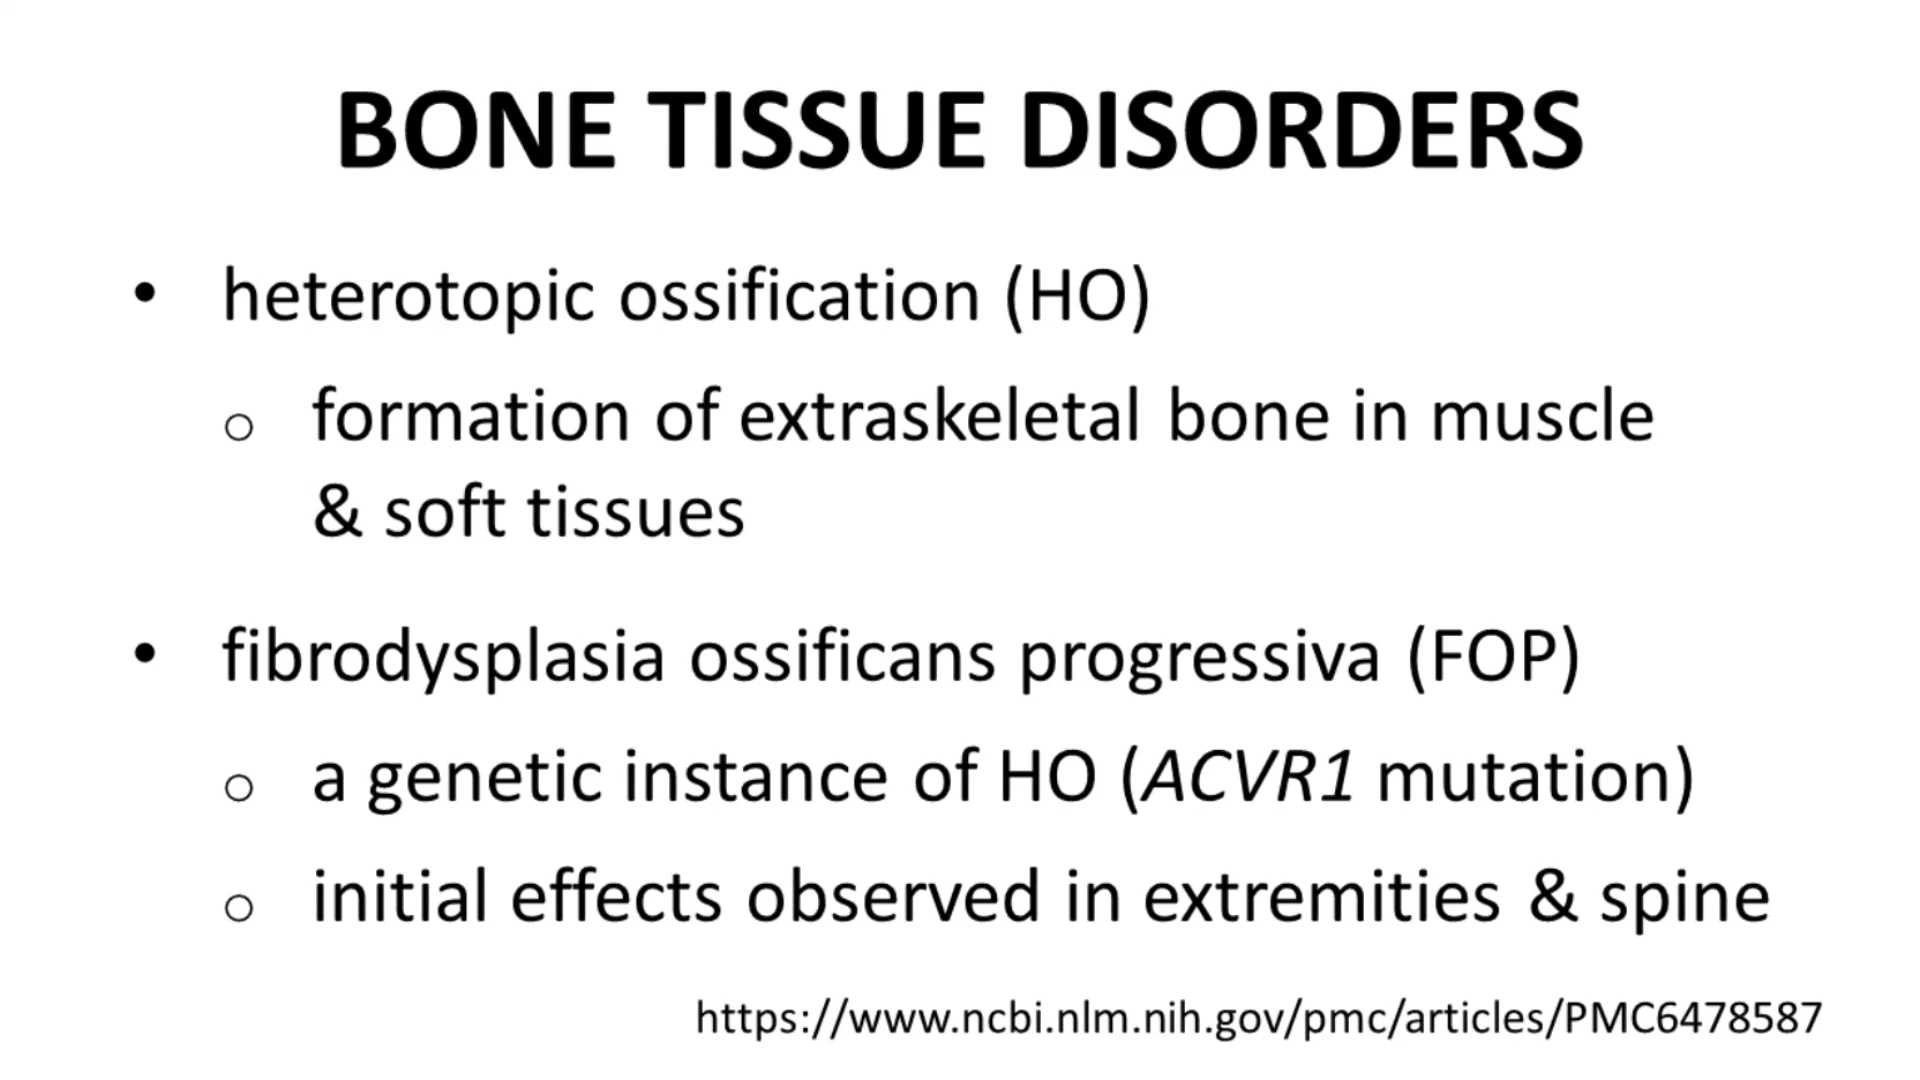 BONE TISSUE DISORDERS
• heterotopic ossification (HO)
o formation of extraskeletal bone in muscle
& soft tissues
• fibrodysplasia ossificans progressiva (FOP)
o a genetic instance of HO (ACVR1 mutation)
o initial effects observed in extremities & spine
https://www.ncbi.nlm.nih.gov/pmc/articles/PMC6478587